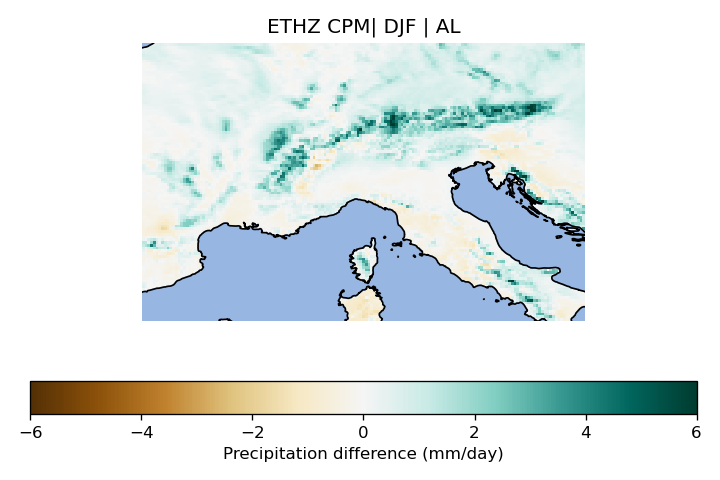 ETHZ CPM| DJF | AL
−6 −4 −2 0 2 4 6
Precipitation difference (mm/day)